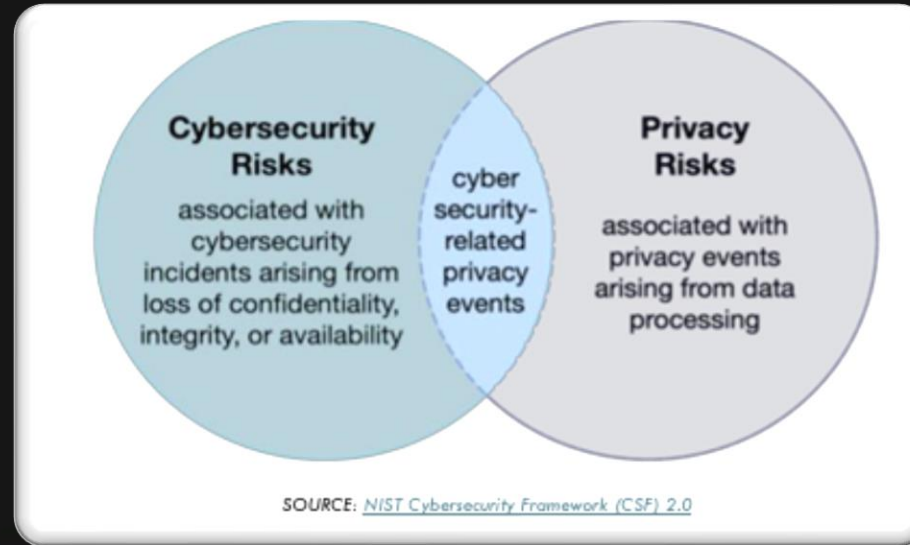 Cybersecurity
Risks
associated with
cybersecurity
incidents arising from
loss of confidentiality,
integrity, or availability
cyber
security-
related
privacy
events
Privacy
Risks
associated with
privacy events
arising from data
processing
SOURCE: NIST Cybersecurity Framework (CSF) 2.0